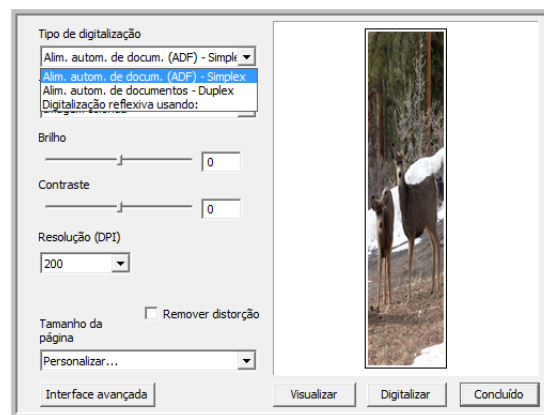 Tipo de digitalização
Alim. autom. de docum. (ADF) - Simple
Alim. autom. de docum. (ADF) - Simplex
Alim. autom. de documentos - Duplex
Digitalização reflexiva usando:
Brilho
0
Contraste
0
Resolução (DPI)
200
Remover distorção
Tamanho da
página
Personalizar...
Interface avançada
Visualizar
Digitalizar
Concluído